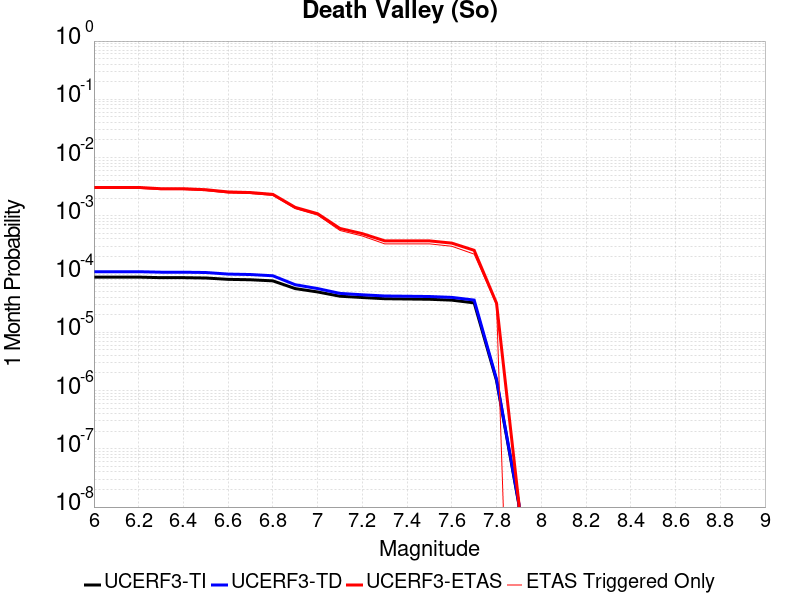 Death Valley (So)
10^0
10^-1
10^-2
10^-3
10^-4
10^-5
10^-6
10^-7
10^-8
1 Month Probability
6 6.2 6.4 6.6 6.8 7 7.2 7.4 7.6 7.8 8 8.2 8.4 8.6 8.8 9
Magnitude
UCERF3-TI UCERF3-TD UCERF3-ETAS ETAS Triggered Only